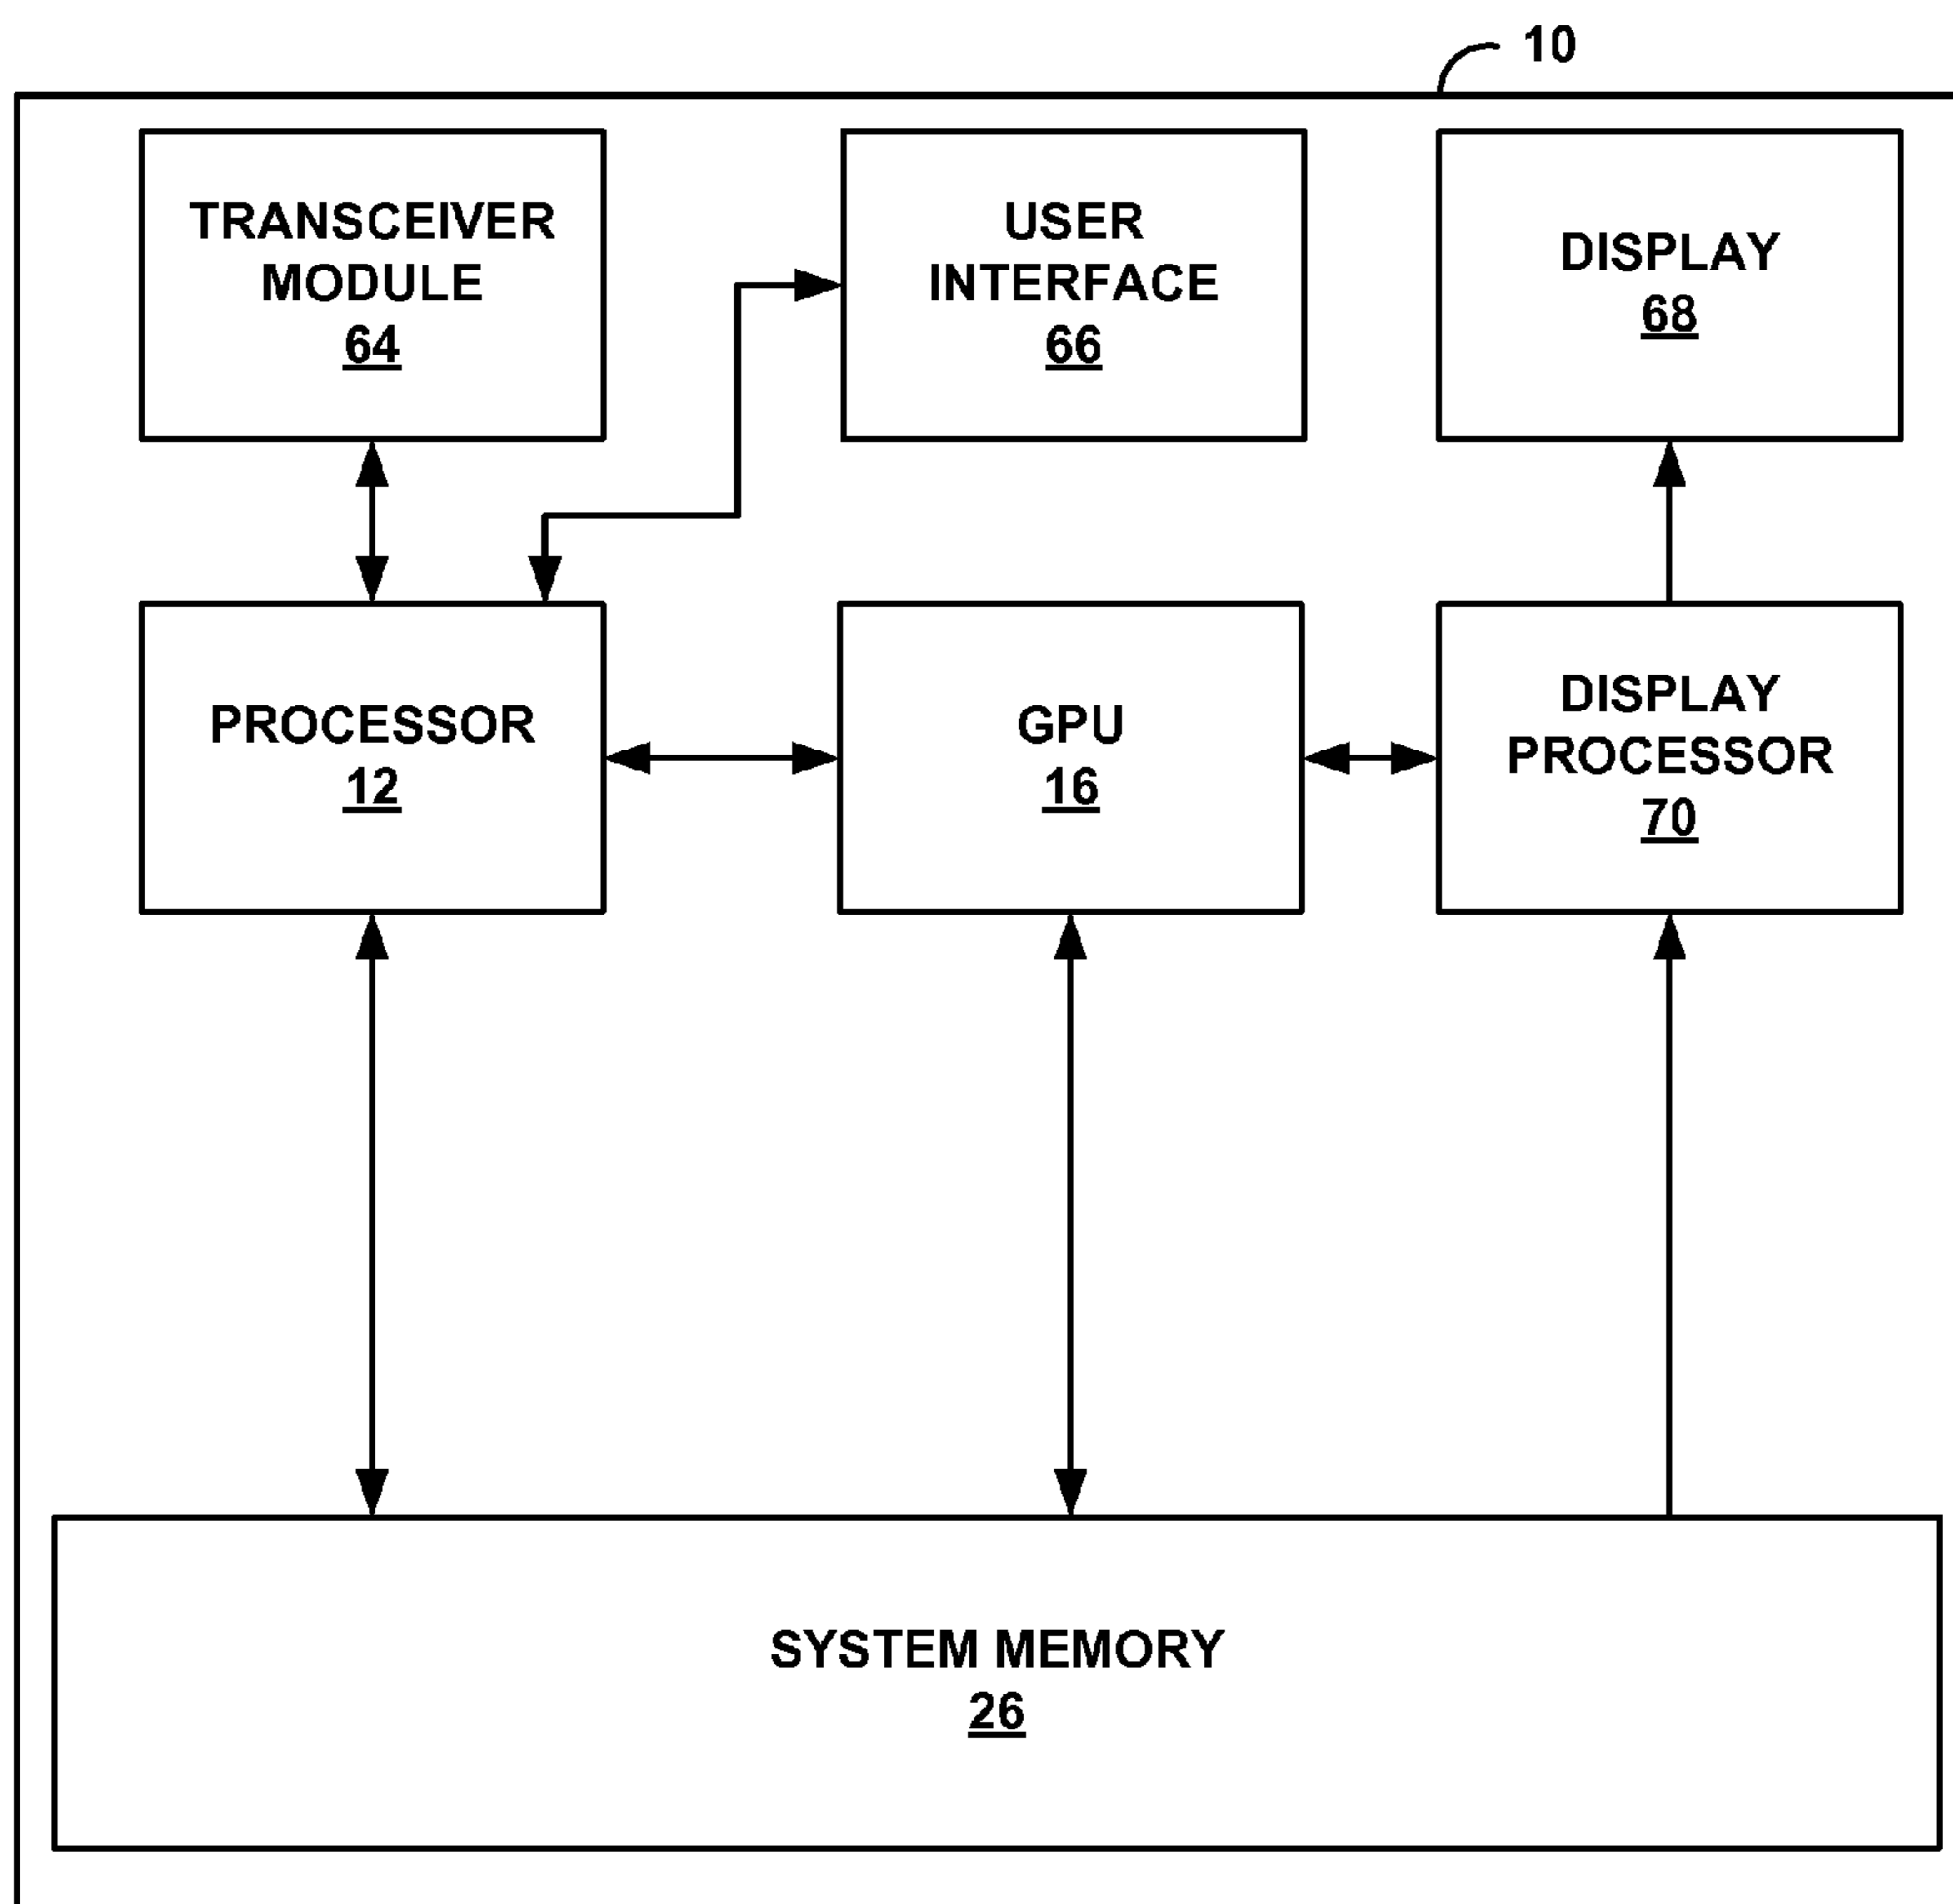 10
TRANSCEIVER
MODULE
64
USER
INTERFACE
66
DISPLAY
68
PROCESSOR
12
GPU
16
DISPLAY
PROCESSOR
70
SYSTEM MEMORY
26